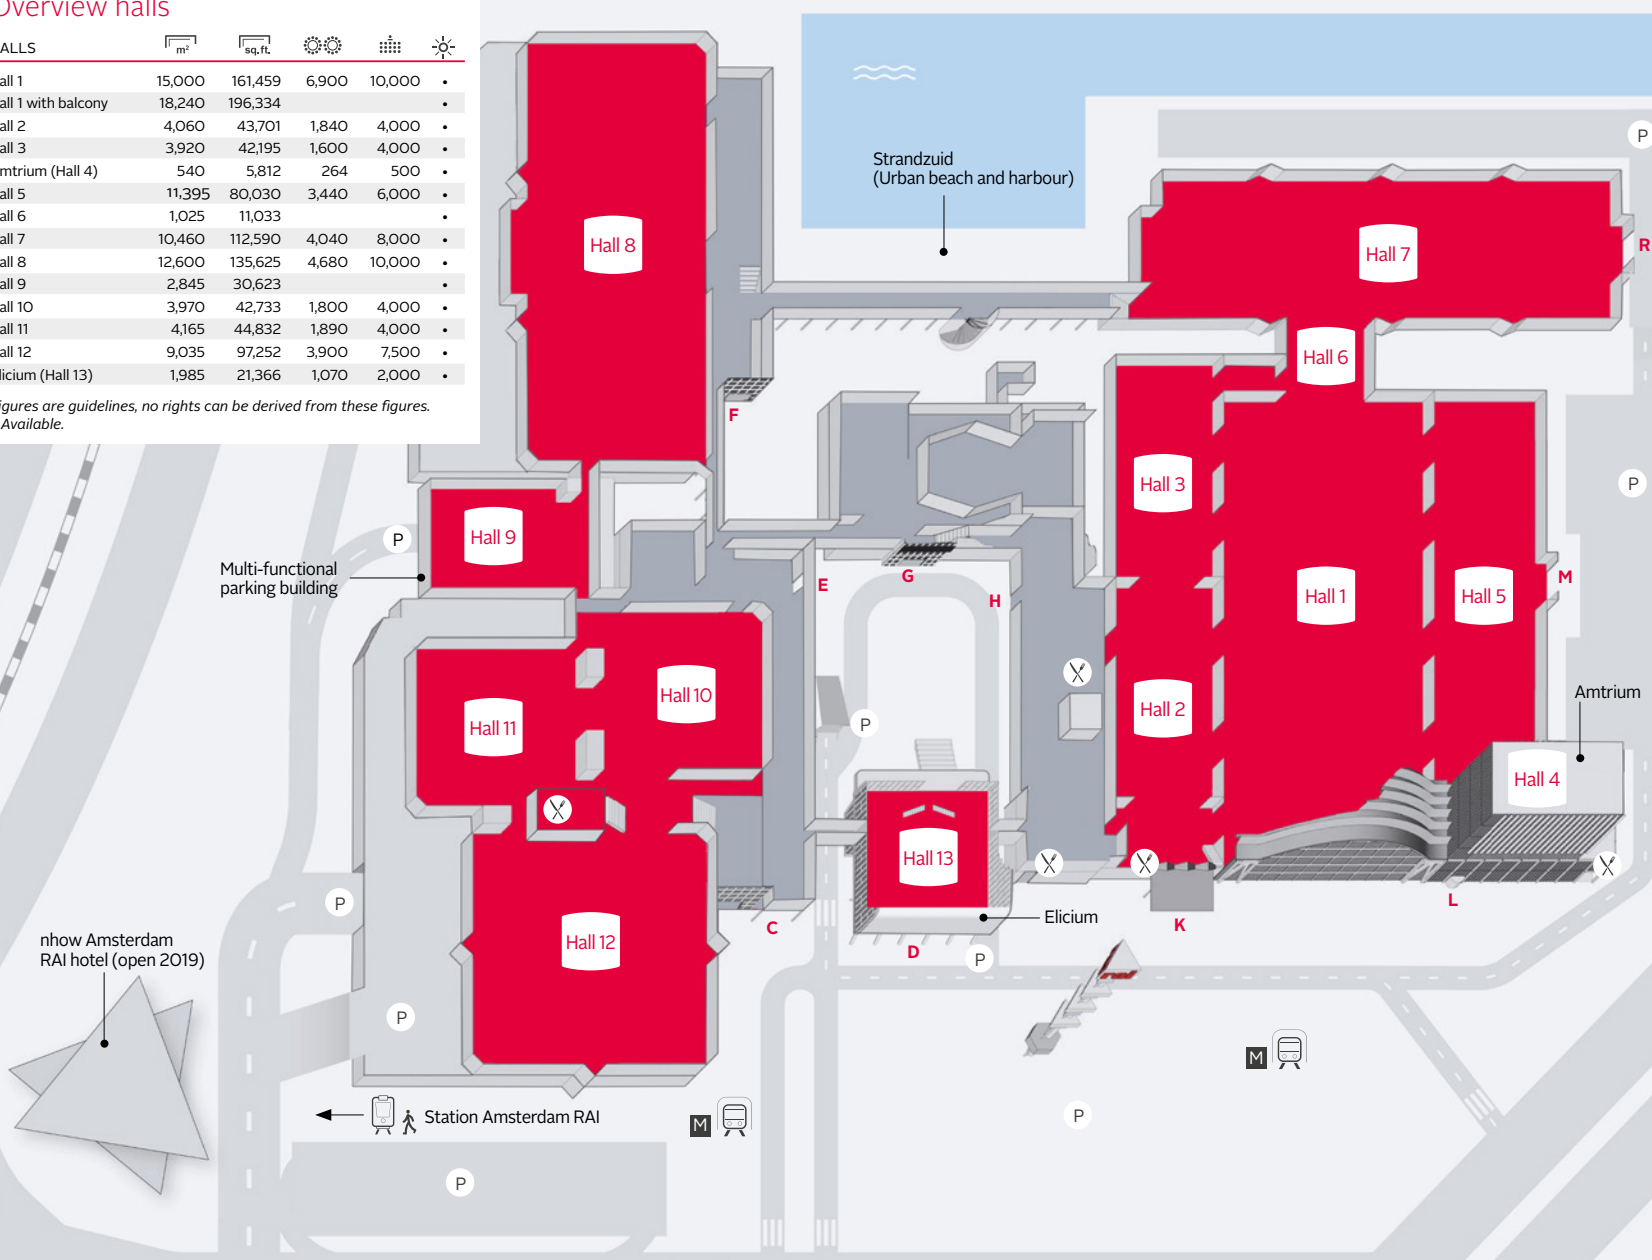 Overview halls
ALLS m² sq.ft.
all 1 15,000 161,459 6,900 10,000 •
all 1 with balcony 18,240 196,334 •
all 2 4,060 43,701 1,840 4,000 •
all 3 3,920 42,195 1,600 4,000 •
mtrium (Hall 4) 540 5,812 264 500 •
all 5 11,395 80,030 3,440 6,000 •
all 6 1,025 11,033 •
all 7 10,460 112,590 4,040 8,000 •
all 8 12,600 135,625 4,680 10,000 •
all 9 2,845 30,623 •
all 10 3,970 42,733 1,800 4,000 •
all 11 4,165 44,832 1,890 4,000 •
all 12 9,035 97,252 3,900 7,500 •
licium (Hall 13) 1,985 21,366 1,070 2,000 •
igures are guidelines, no rights can be derived from these figures.
Available.
Strandzuid
(Urban beach and harbour)
P
Hall 8
Hall 7
R
Hall 6
F
Hall 3
P
Hall 9
P
Multi-functional
parking building
E
G
H
Hall 1
Hall 5
M
Hall 10
Hall 11
P
Hall 2
Amtrium
Hall 4
Hall 13
P
Elicium
C
D
K
L
Hall 12
P
nhow Amsterdam
RAI hotel (open 2019)
P
rai
M
Station Amsterdam RAI
M
P
P